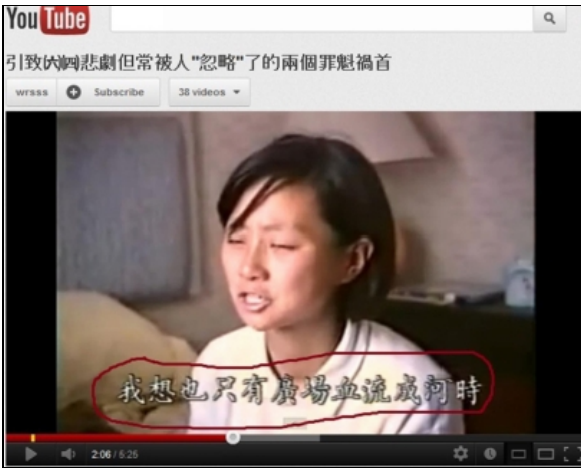 YouTube
引致㈥㈣悲劇但常被人"忽略"了的兩個罪魁禍首
wrsss Subscribe 38 videos
我想也只有廣場血流成河時
2:06 / 5:25